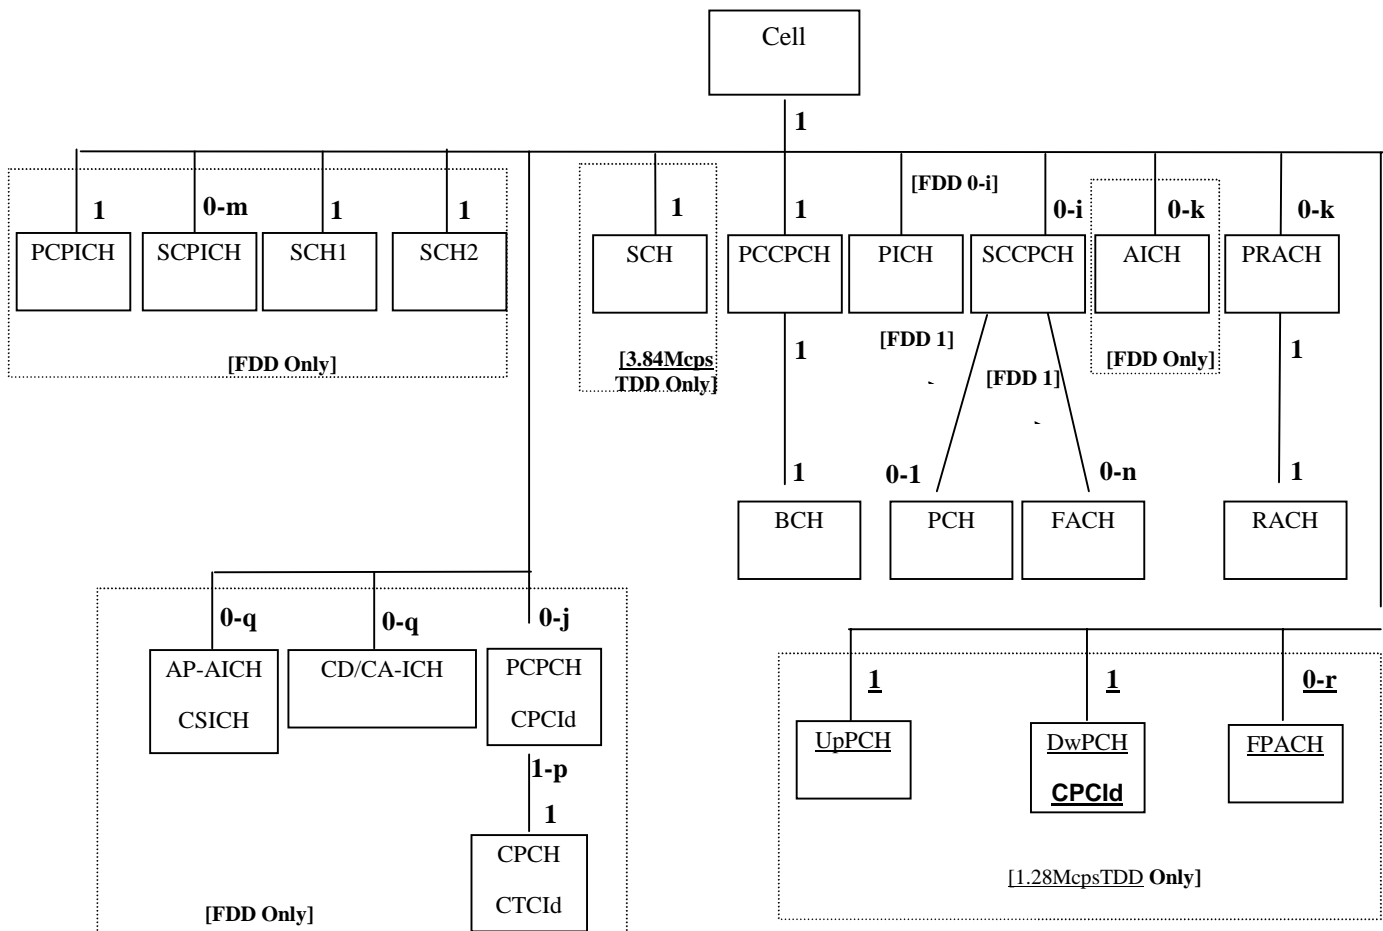 Cell
1
[FDD 0-i]
1
0-m
1
1
1
1
0-i
0-k
0-k
PCPICH
SCPICH
SCH1
SCH2
SCH
PCCPCH
PICH
SCCPCH
AICH
PRACH
[FDD Only]
[3.84Mcps
TDD Only]
1
[FDD 1]
[FDD 1]
[FDD Only]
1
1
0-1
0-n
1
BCH
PCH
FACH
RACH
0-q
0-q
0-j
AP-AICH
CSICH
CD/CA-ICH
PCPCH
CPCId
1-p
1
CPCH
CTCId
[FDD Only]
1
1
0-r
UpPCH
DwPCH
CPCId
FPACH
[1.28McpsTDD Only]